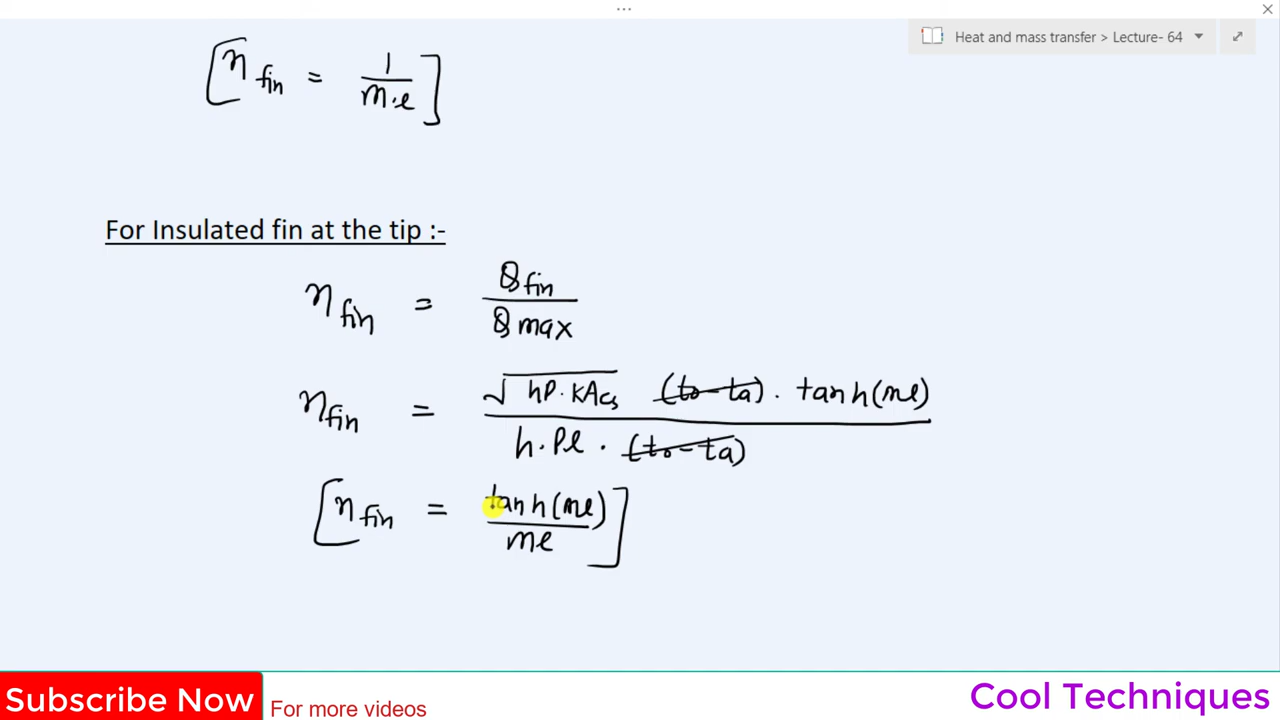 ...
Heat and mass transfer > Lecture- 64
[η fin = 1/m.l]
For Insulated fin at the tip :-
η fin = Q fin / Q max
η fin = √hP·kAcs (to-ta) · tanh(ml) / h·Pl · (to-ta)
[η fin = tanh(ml) / ml]
Subscribe Now For more videos Cool Techniques